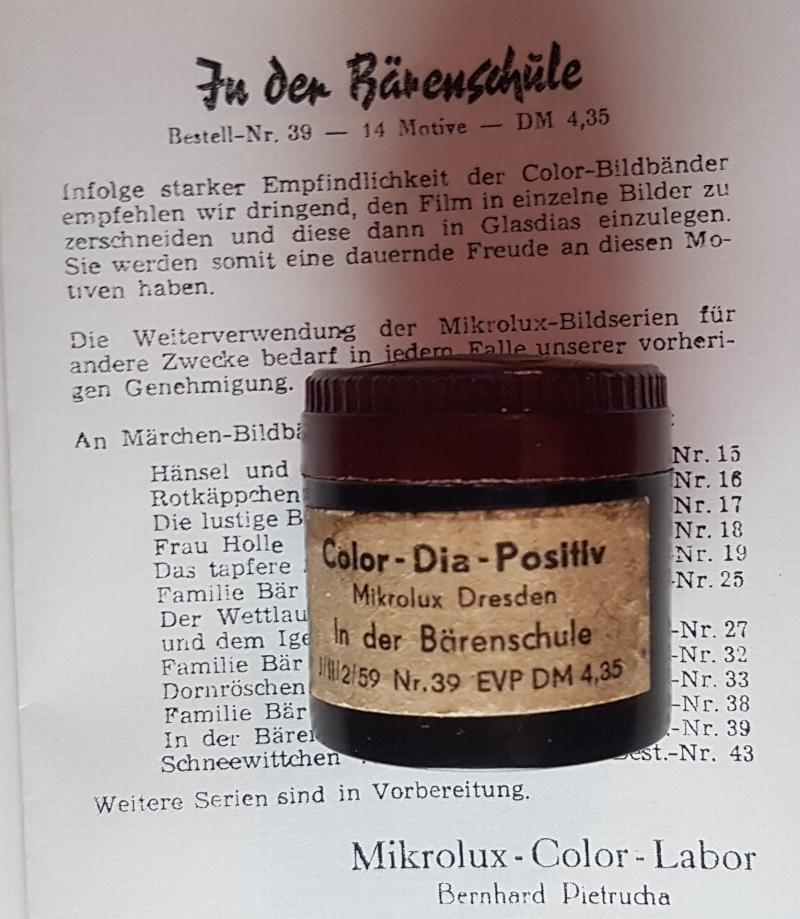 In der Bärenschule
Bestell-Nr. 39 — 14 Motive — DM 4,35
Infolge starker Empfindlichkeit der Color-Bildbänder
empfehlen wir dringend, den Film in einzelne Bilder zu
zerschneiden und diese dann in Glasdias einzulegen.
Sie werden somit eine dauernde Freude an diesen Mo-
tiven haben.
Die Weiterverwendung der Mikrolux-Bildserien für
andere Zwecke bedarf in jedem Falle unserer vorheri-
gen Genehmigung.
An Märchen-Bildbä
Hänsel und Nr. 15
Rotkäppchen Nr. 16
Die lustige B -Nr. 17
Frau Holle -Nr. 18
Das tapfere -Nr. 19
Familie Bär -Nr. 25
Der Wettlau
und dem Ige -Nr. 27
Familie Bär -Nr. 32
Dornröschen -Nr. 33
Familie Bär -Nr. 38
In der Bären -Nr. 39
Schneewittchen Best.-Nr. 43
Weitere Serien sind in Vorbereitung.
Mikrolux-Color-Labor
Bernhard Pietrucha
Color-Dia-Positiv
Mikrolux Dresden
In der Bärenschule
2/59 Nr.39 EVP DM 4,35